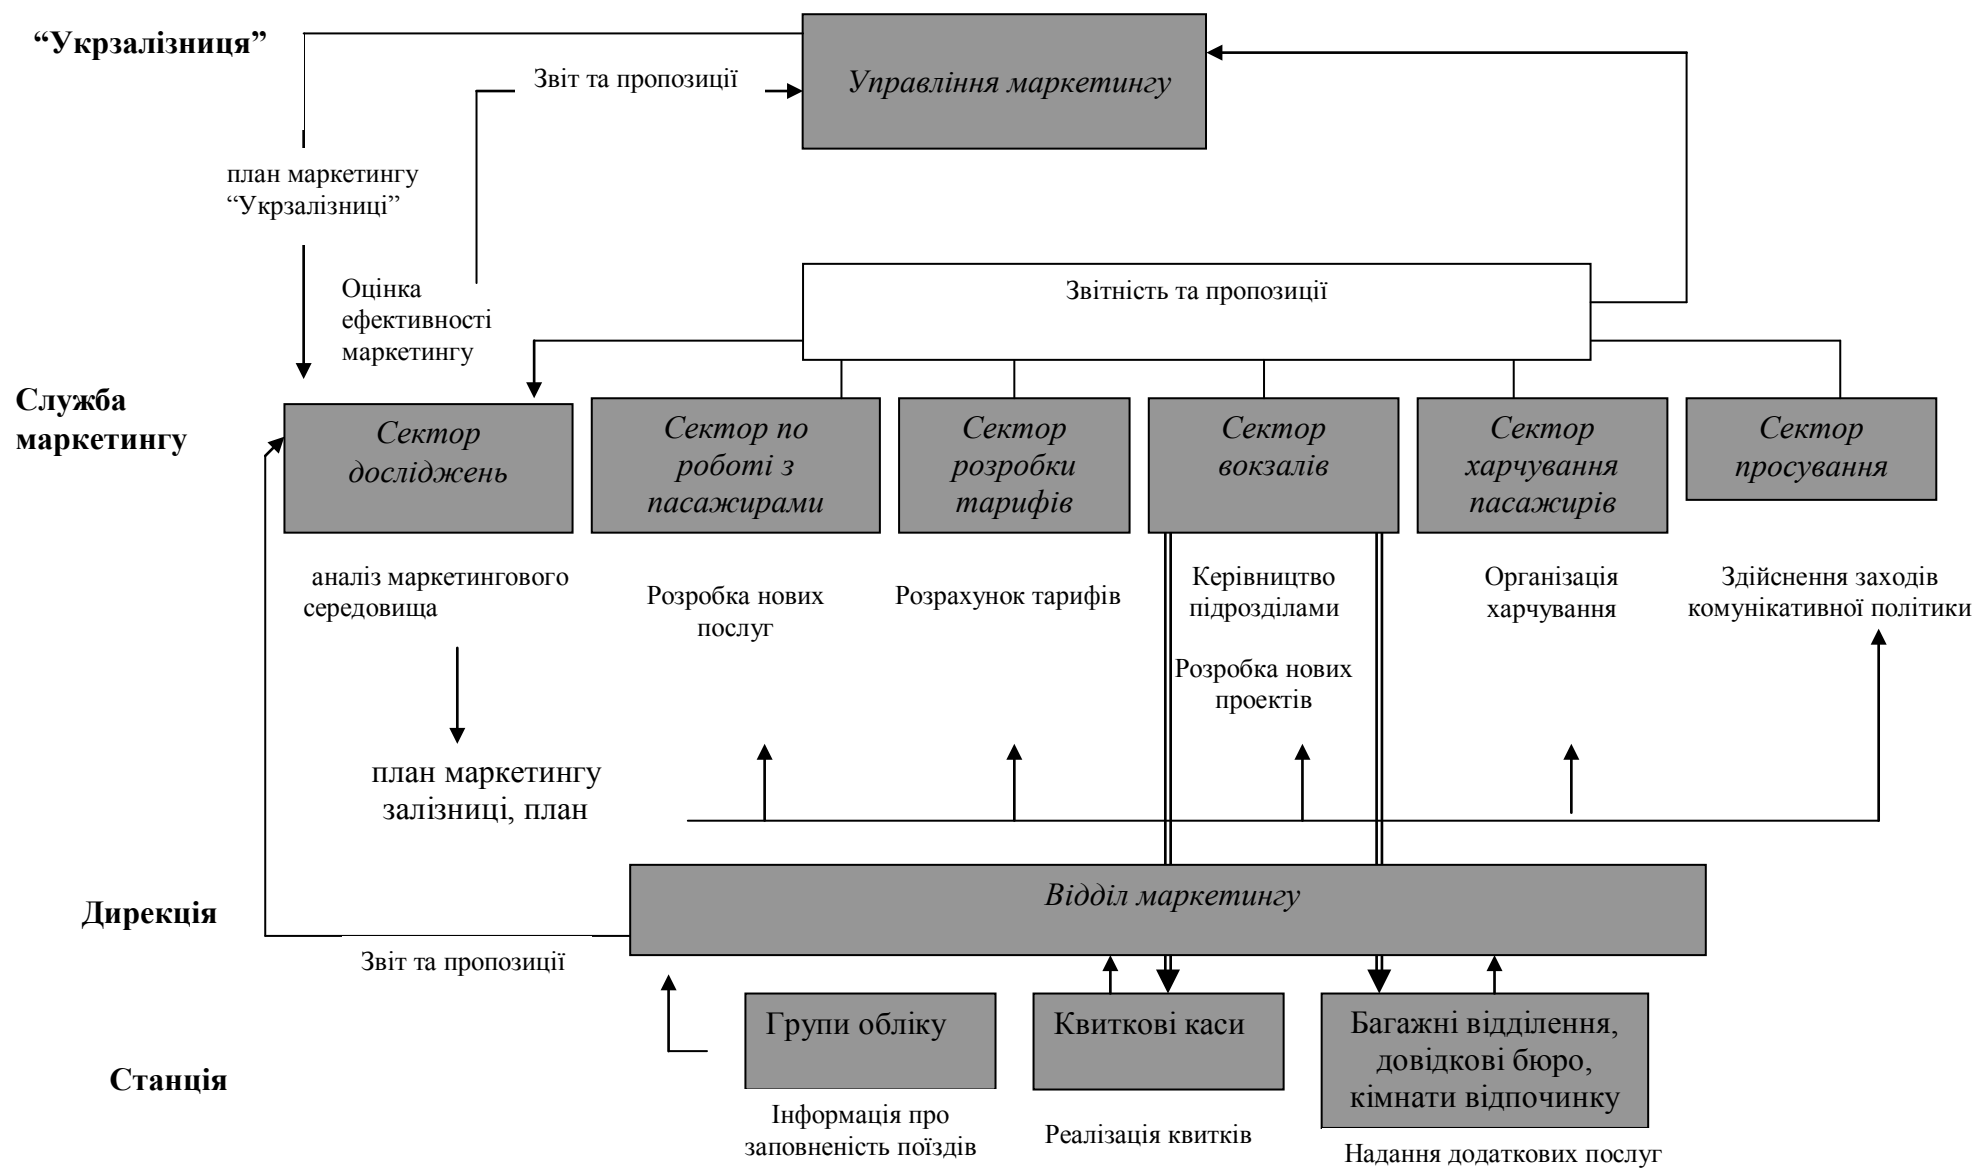 “Укрзалізниця”
Звіт та пропозиції
Управління маркетингу
план маркетингу
“Укрзалізниці”
Оцінка
ефективності
маркетингу
Звітність та пропозиції
Служба
маркетингу
Сектор
досліджень
Сектор по
роботі з
пасажирами
Сектор
розробки
тарифів
Сектор
вокзалів
Сектор
харчування
пасажирів
Сектор
просування
аналіз маркетингового
середовища
Розробка нових
послуг
Розрахунок тарифів
Керівництво
підрозділами
Розробка нових
проектів
Організація
харчування
Здійснення заходів
комунікативної політики
план маркетингу
залізниці, план
Дирекція
Відділ маркетингу
Звіт та пропозиції
Станція
Групи обліку
Квиткові каси
Багажні відділення,
довідкові бюро,
кімнати відпочинку
Інформація про
заповненість поїздів
Реалізація квитків
Надання додаткових послуг